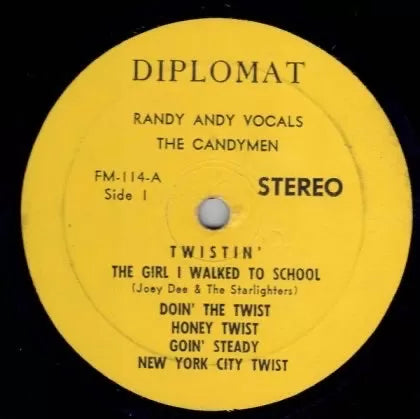 DIPLOMAT
RANDY ANDY VOCALS
THE CANDYMEN
FM-114-A
Side 1
STEREO
TWISTIN'
THE GIRL I WALKED TO SCHOOL
(Joey Dee & The Starlighters)
DOIN' THE TWIST
HONEY TWIST
GOIN' STEADY
NEW YORK CITY TWIST